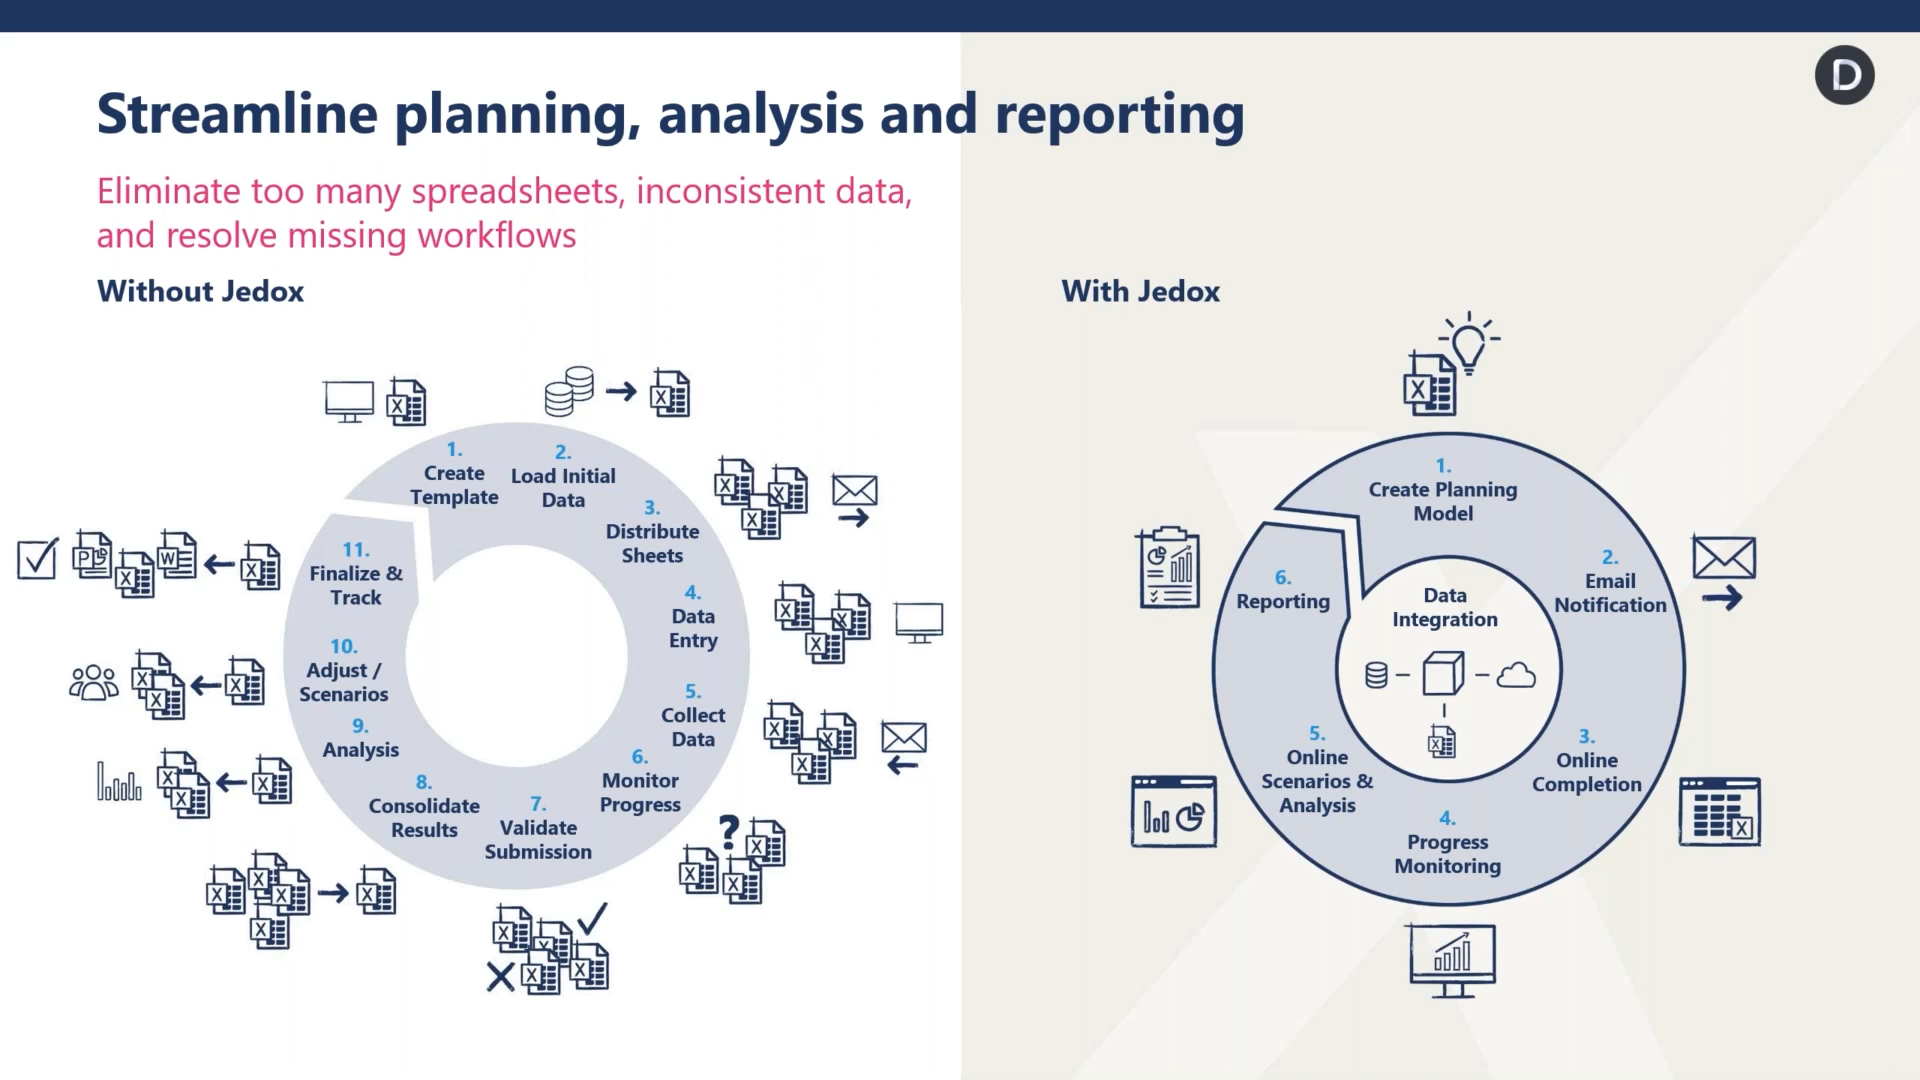 Streamline planning, analysis and reporting
Eliminate too many spreadsheets, inconsistent data,
and resolve missing workflows
Without Jedox
1.
Create
Template
2.
Load Initial
Data
3.
Distribute
Sheets
4.
Data
Entry
5.
Collect
Data
6.
Monitor
Progress
7.
Validate
Submission
8.
Consolidate
Results
9.
Analysis
10.
Adjust /
Scenarios
11.
Finalize &
Track
With Jedox
1.
Create Planning
Model
2.
Email
Notification
3.
Online
Completion
4.
Progress
Monitoring
5.
Online
Scenarios &
Analysis
6.
Reporting
Data
Integration
D